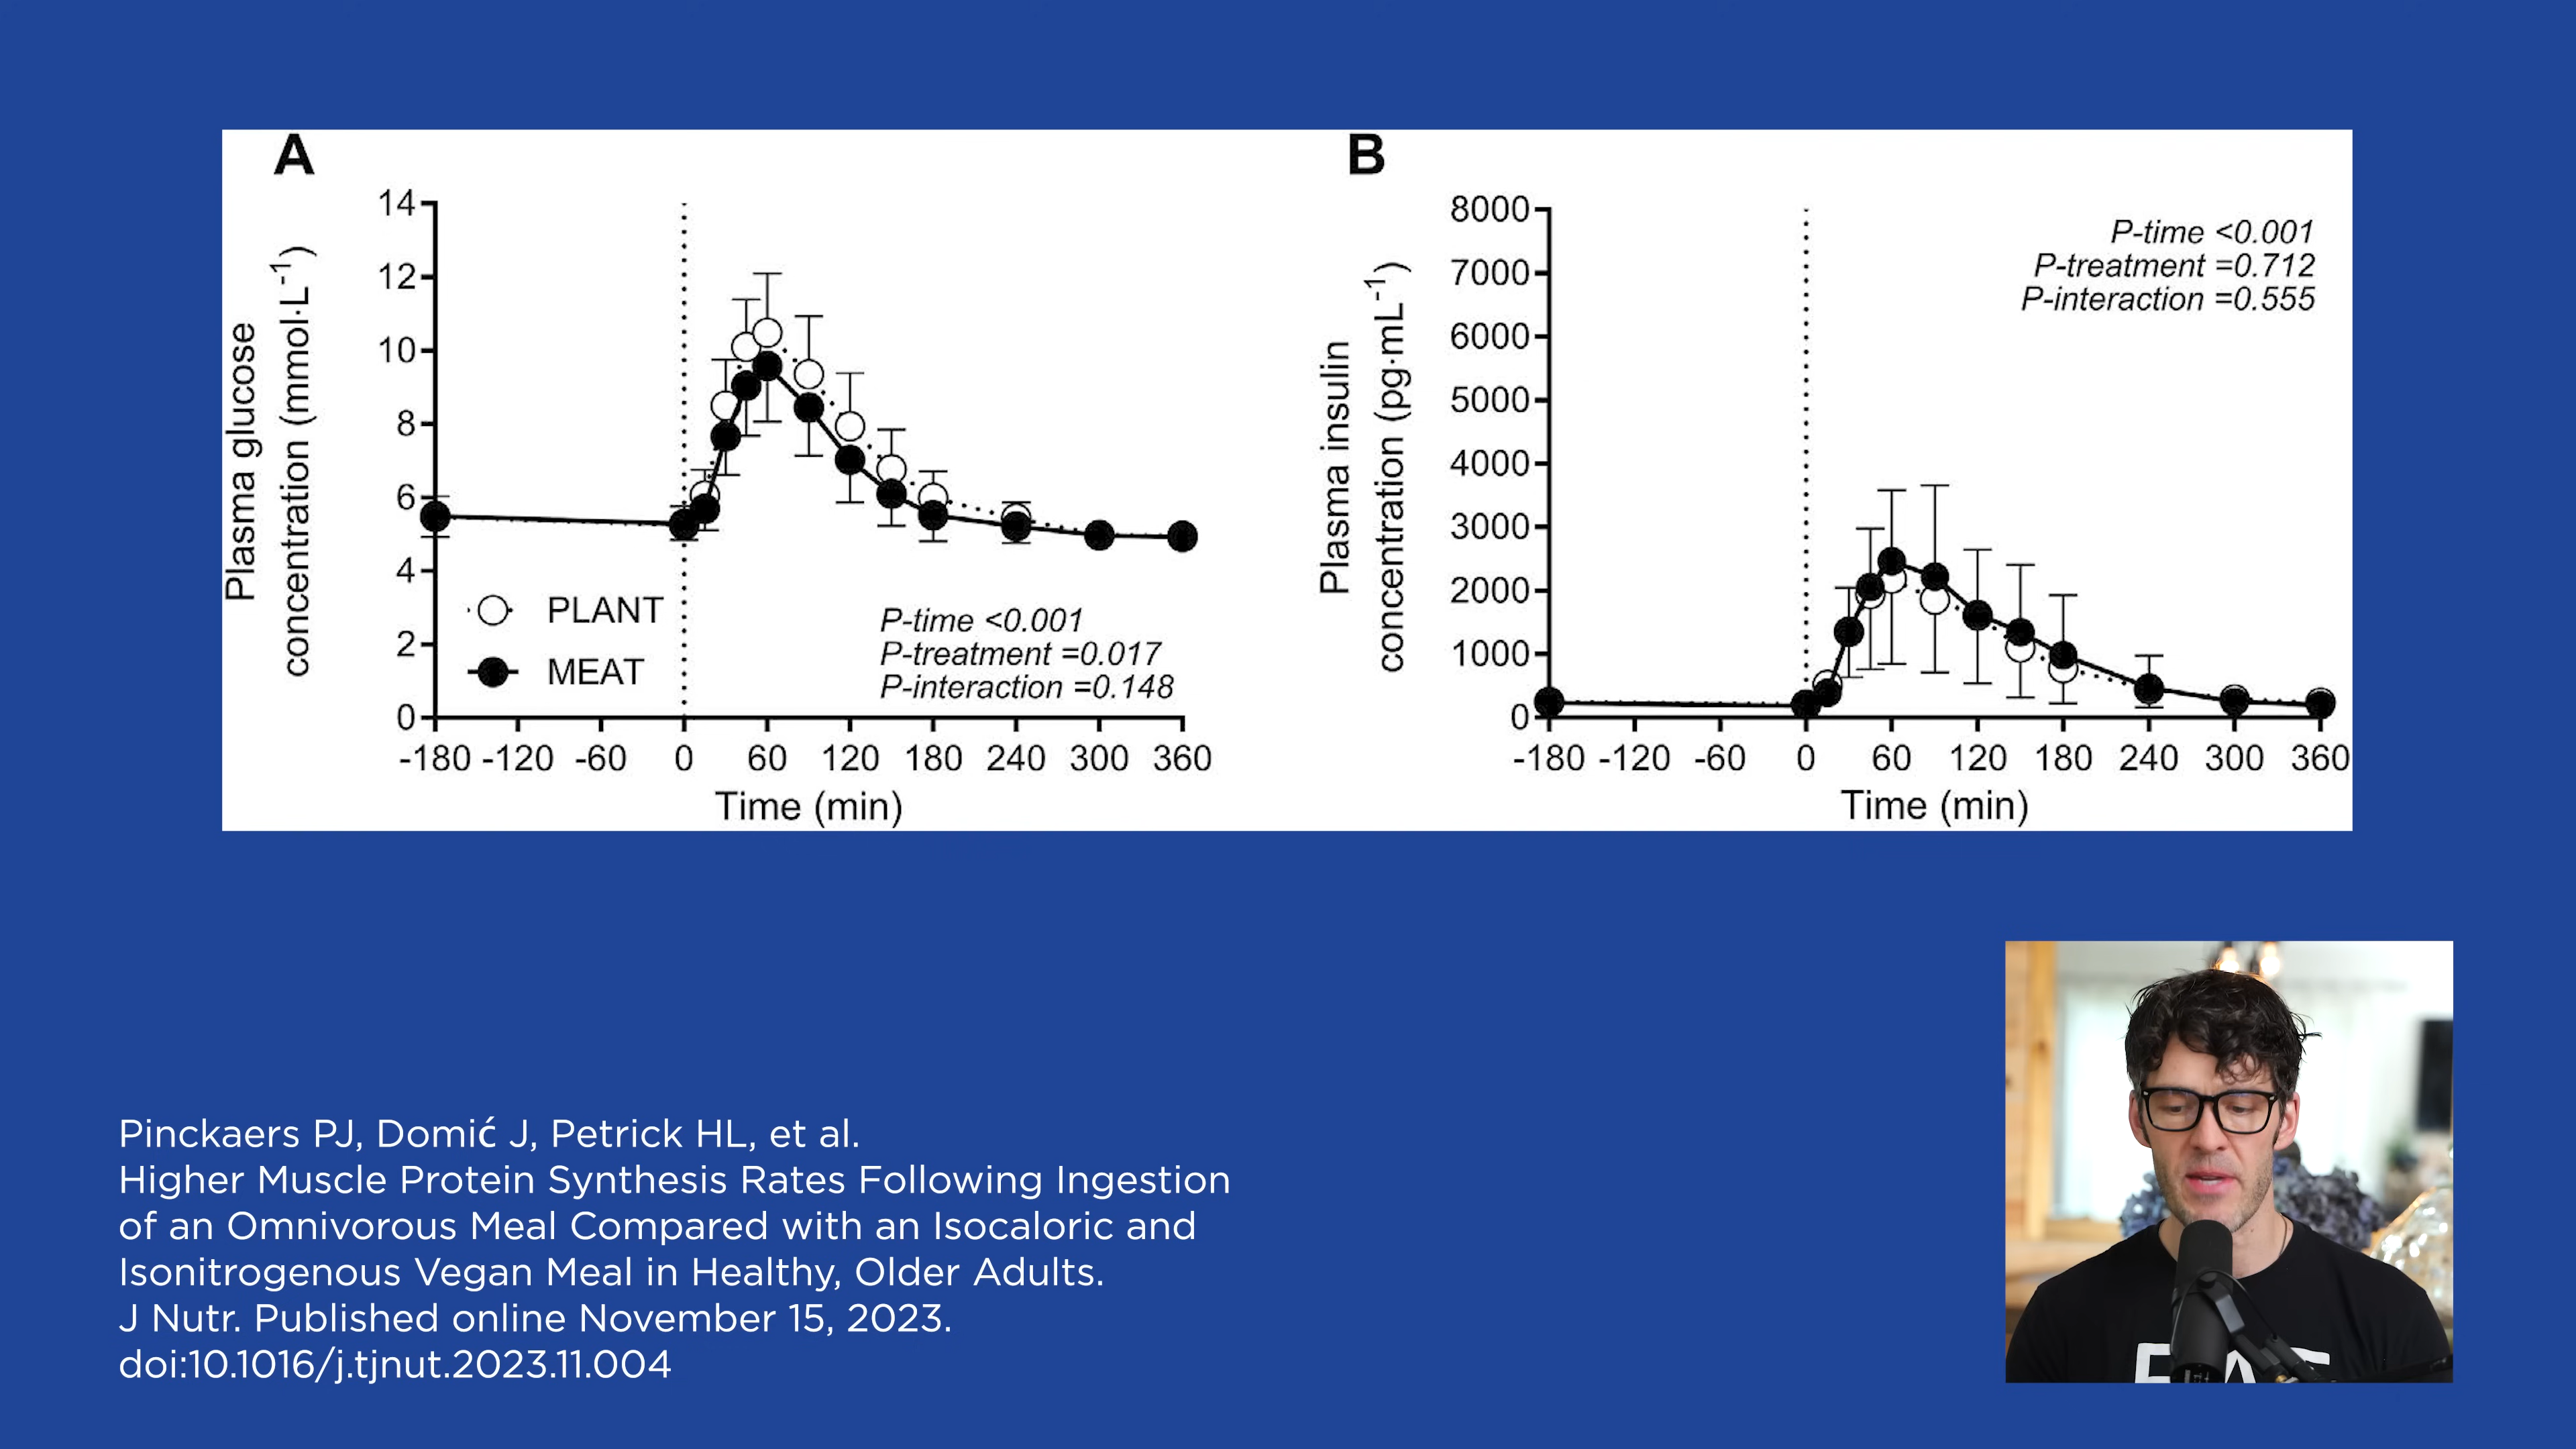 A
Plasma glucose
concentration (mmol·L⁻¹)
14
12
10
8
6
4
2
0
PLANT
MEAT
P-time <0.001
P-treatment =0.017
P-interaction =0.148
-180 -120 -60 0 60 120 180 240 300 360
Time (min)
B
Plasma insulin
concentration (pg·mL⁻¹)
8000
7000
6000
5000
4000
3000
2000
1000
0
P-time <0.001
P-treatment =0.712
P-interaction =0.555
-180 -120 -60 0 60 120 180 240 300 360
Time (min)
Pinckaers PJ, Domić J, Petrick HL, et al.
Higher Muscle Protein Synthesis Rates Following Ingestion
of an Omnivorous Meal Compared with an Isocaloric and
Isonitrogenous Vegan Meal in Healthy, Older Adults.
J Nutr. Published online November 15, 2023.
doi:10.1016/j.tjnut.2023.11.004